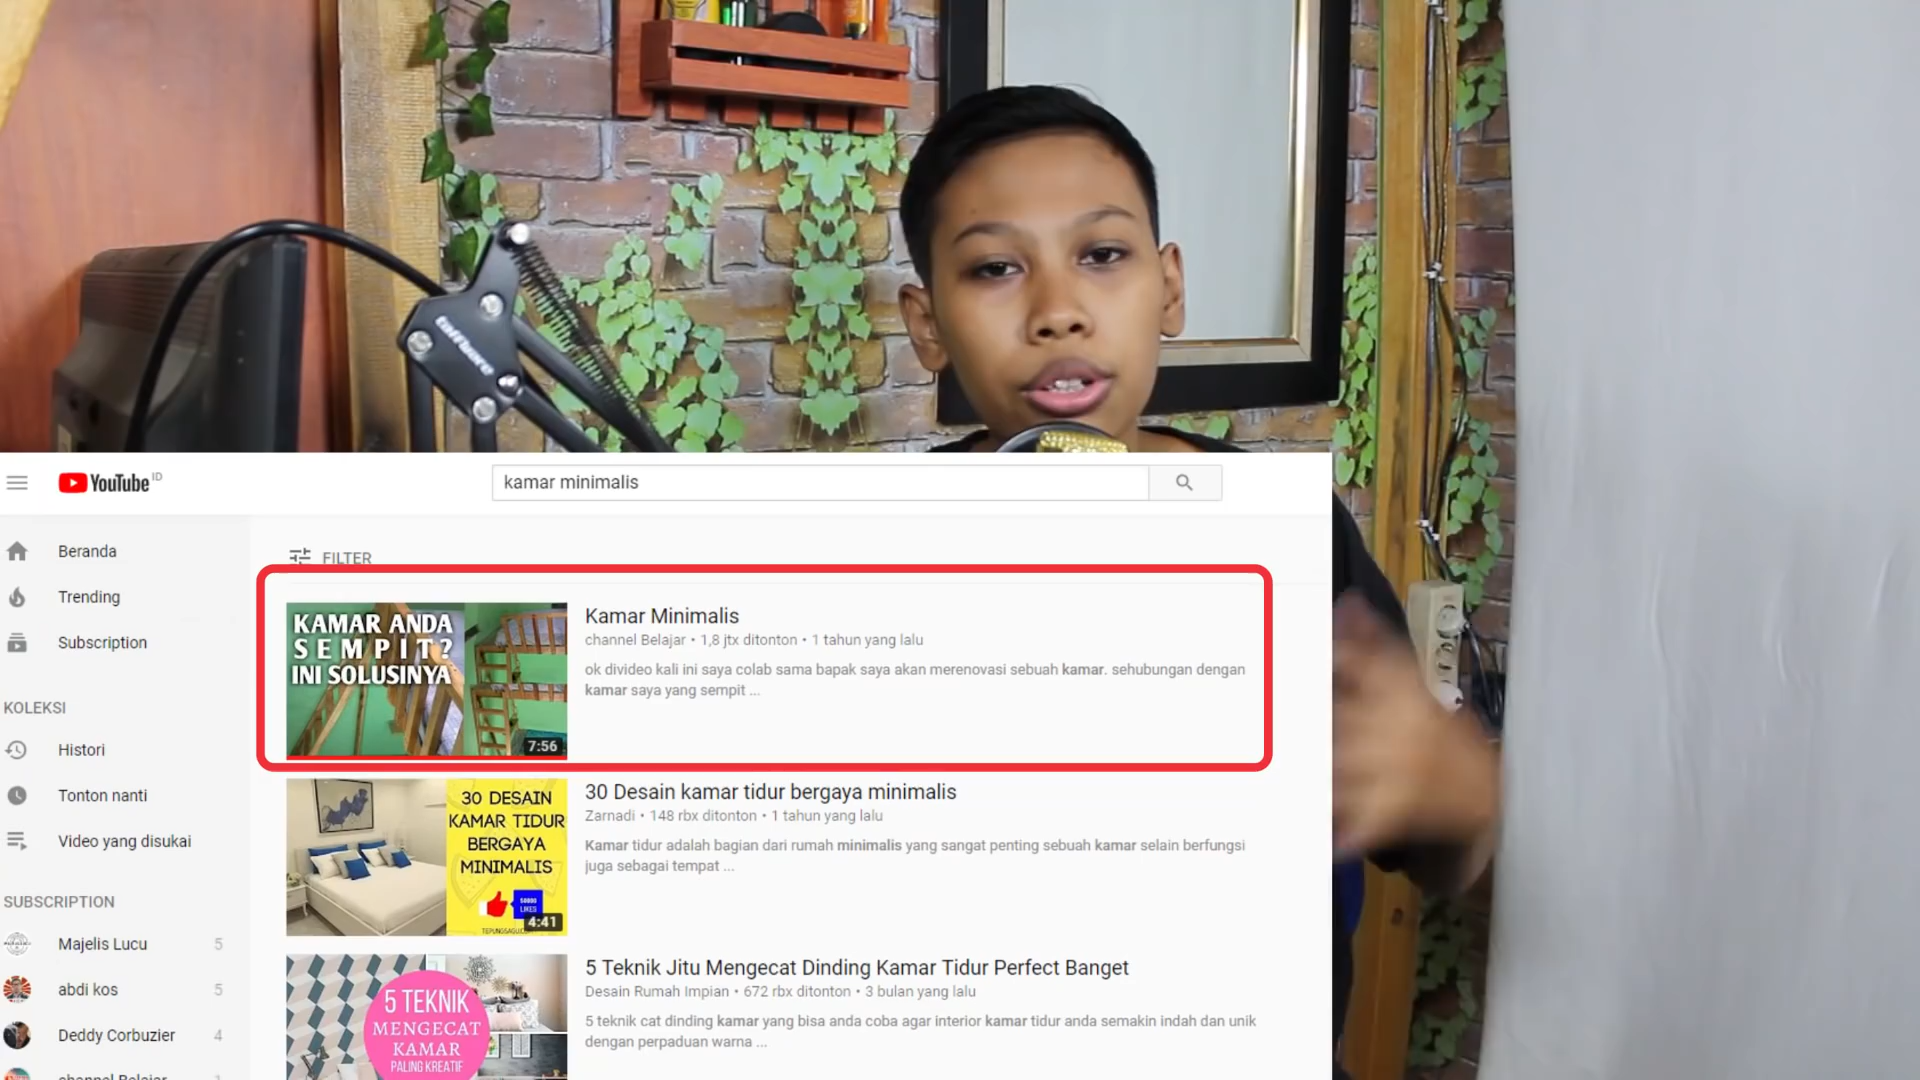 taffware
YouTube ID
kamar minimalis
Beranda
Trending
Subscription
KOLEKSI
Histori
Tonton nanti
Video yang disukai
SUBSCRIPTION
Majelis Lucu 5
abdi kos 5
Deddy Corbuzier 4
channel Belajar 1
FILTER
KAMAR ANDA
SEMPIT?
INI SOLUSINYA
7:56
Kamar Minimalis
channel Belajar • 1,8 jtx ditonton • 1 tahun yang lalu
ok divideo kali ini saya colab sama bapak saya akan merenovasi sebuah kamar. sehubungan dengan
kamar saya yang sempit ...
30 DESAIN
KAMAR TIDUR
BERGAYA
MINIMALIS
50000
LIKES
4:41
30 Desain kamar tidur bergaya minimalis
Zarnadi • 148 rbx ditonton • 1 tahun yang lalu
Kamar tidur adalah bagian dari rumah minimalis yang sangat penting sebuah kamar selain berfungsi
juga sebagai tempat ...
5 TEKNIK
MENGECAT
KAMAR
PALING KREATIF
5 Teknik Jitu Mengecat Dinding Kamar Tidur Perfect Banget
Desain Rumah Impian • 672 rbx ditonton • 3 bulan yang lalu
5 teknik cat dinding kamar yang bisa anda coba agar interior kamar tidur anda semakin indah dan unik
dengan perpaduan warna ...